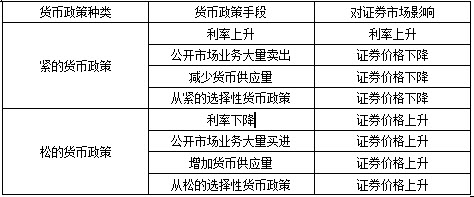 货币政策种类 货币政策手段 对证券市场影响
紧的货币政策 利率上升 利率上升
公开市场业务大量卖出 证券价格下降
减少货币供应量 证券价格下降
从紧的选择性货币政策 证券价格下降
松的货币政策 利率下降 证券价格上升
公开市场业务大量买进 证券价格上升
增加货币供应量 证券价格上升
从松的选择性货币政策 证券价格上升